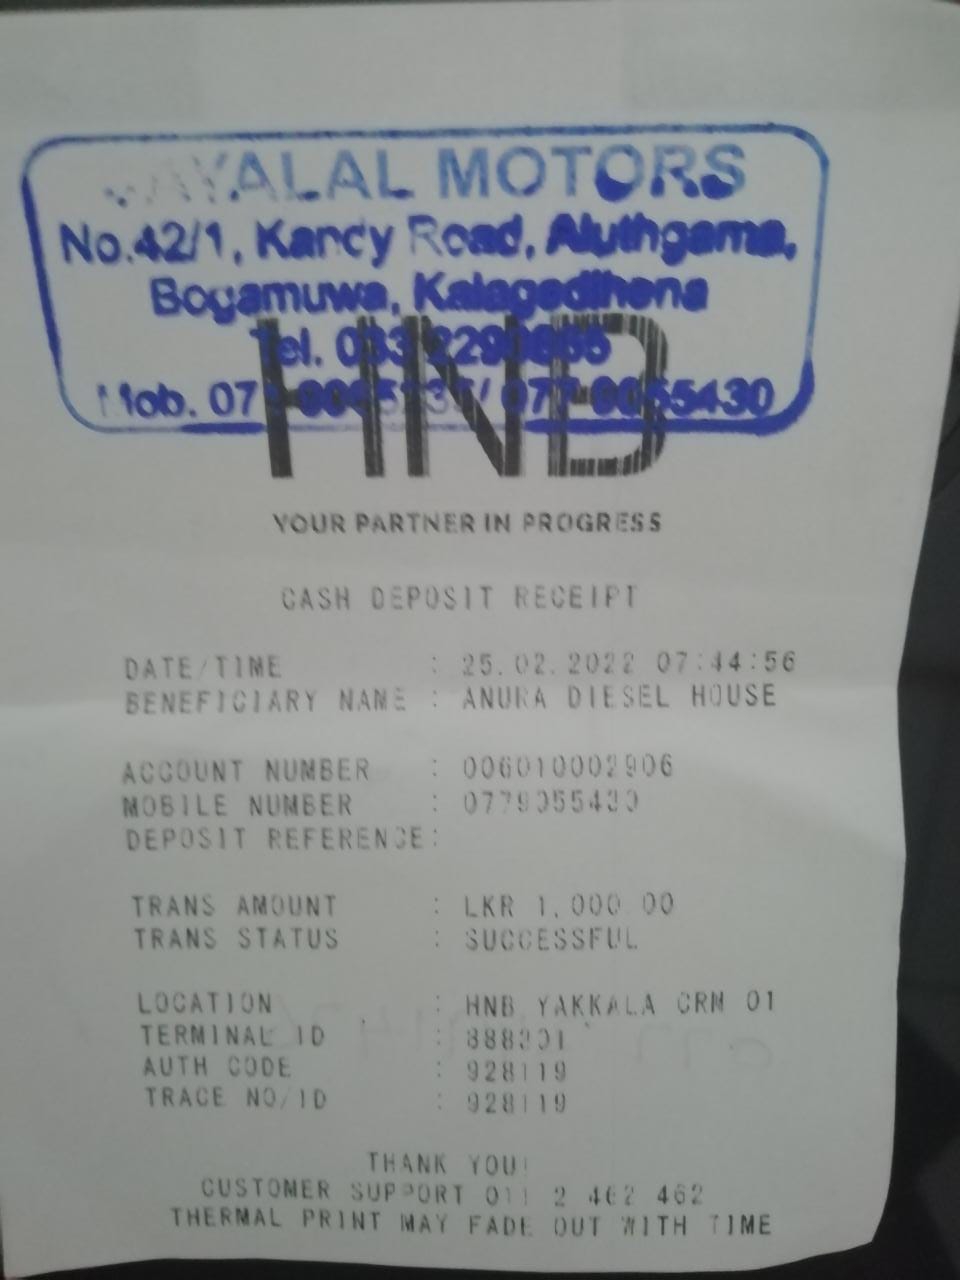 MOTORS
No.42/1, Kandy Road, Aluthgama,
Bogamuwa, Kalagedihena
Tel. 033
Mob.
HNB
YOUR PARTNER IN PROGRESS
CASH DEPOSIT RECEIPT
DATE/TIME : 25.02.2022 07:44:56
BENEFICIARY NAME : ANURA DIESEL HOUSE
ACCOUNT NUMBER : 006010002906
MOBILE NUMBER :
DEPOSIT REFERENCE:
TRANS AMOUNT : LKR 1,000.00
TRANS STATUS : SUCCESSFUL
LOCATION : HNB YAKKALA CRM 01
TERMINAL ID :
AUTH CODE : 928119
TRACE NO/ID : 928119
THANK YOU!
CUSTOMER SUPPORT 011 2 462 462
THERMAL PRINT MAY FADE OUT WITH TIME